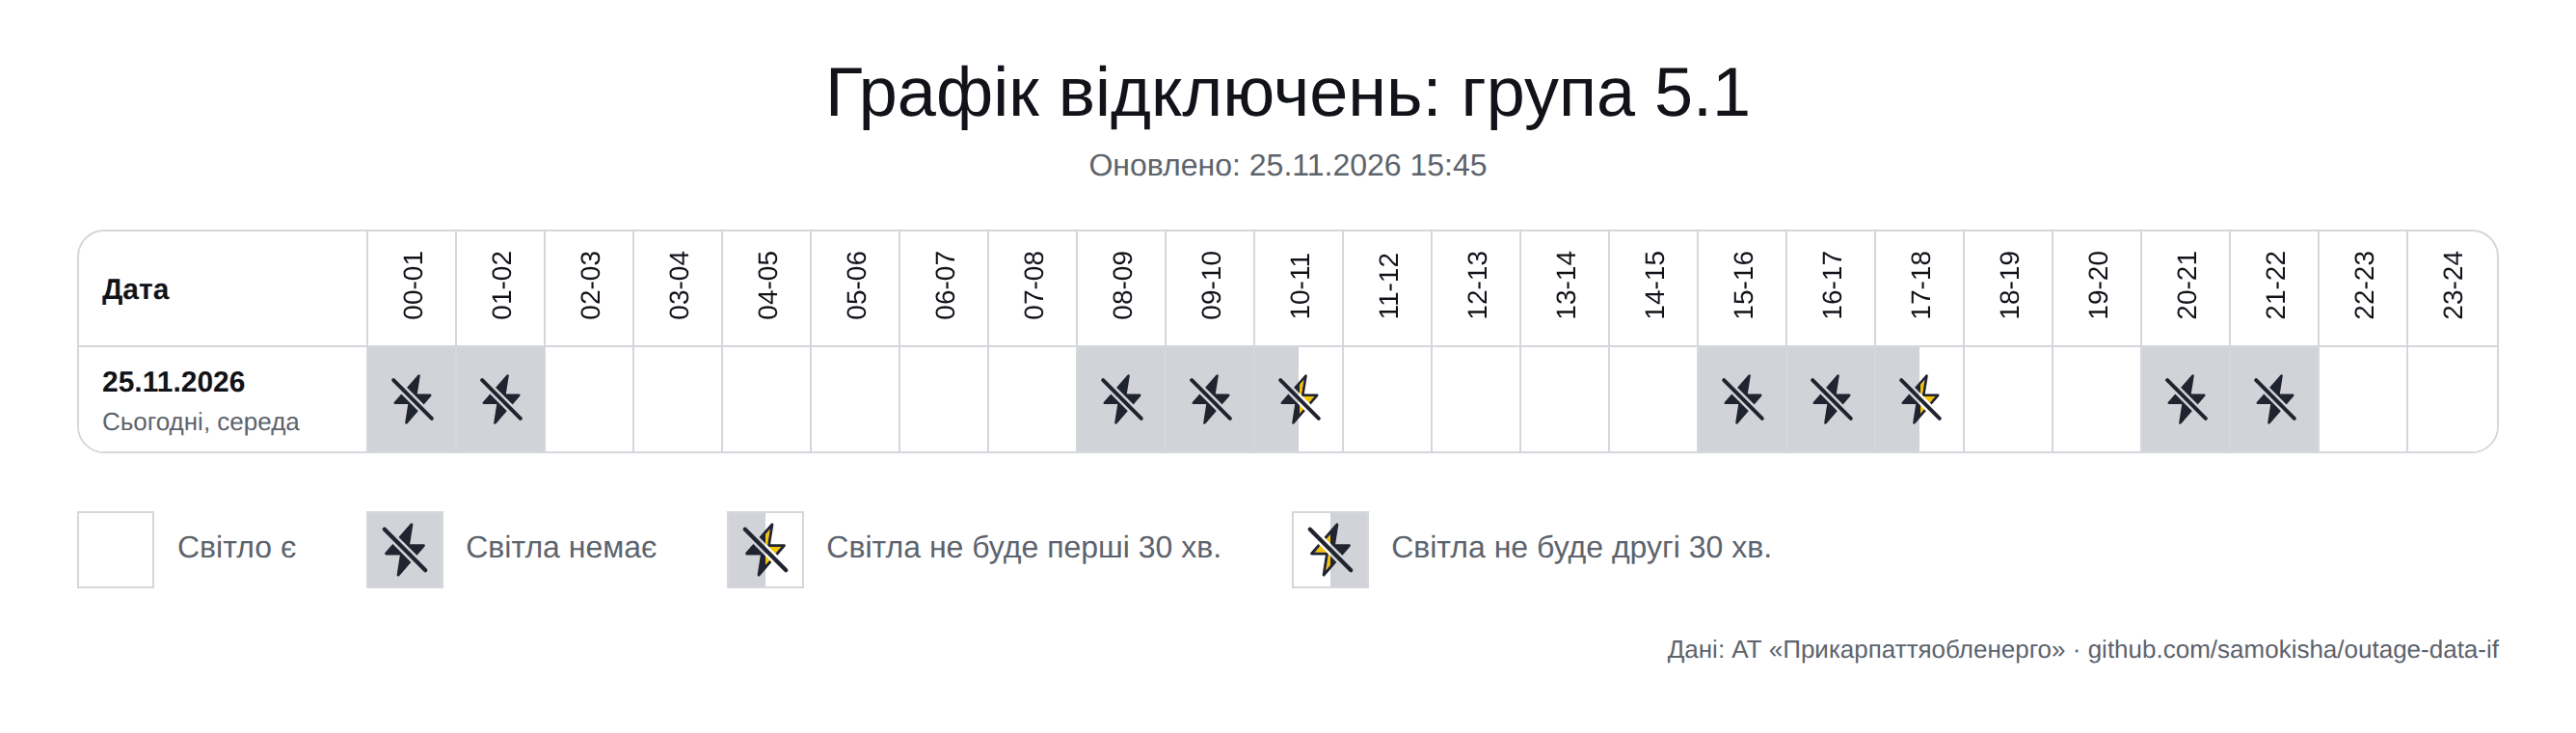 Графік відключень: група 5.1
Оновлено: 25.11.2026 15:45
Дата 00-01 01-02 02-03 03-04 04-05 05-06 06-07 07-08 08-09 09-10 10-11 11-12 12-13 13-14 14-15 15-16 16-17 17-18 18-19 19-20 20-21 21-22 22-23 23-24
25.11.2026
Сьогодні, середа
Світло є Світла немає Світла не буде перші 30 хв. Світла не буде другі 30 хв.
Дані: АТ «Прикарпаттяобленерго» · github.com/samokisha/outage-data-if